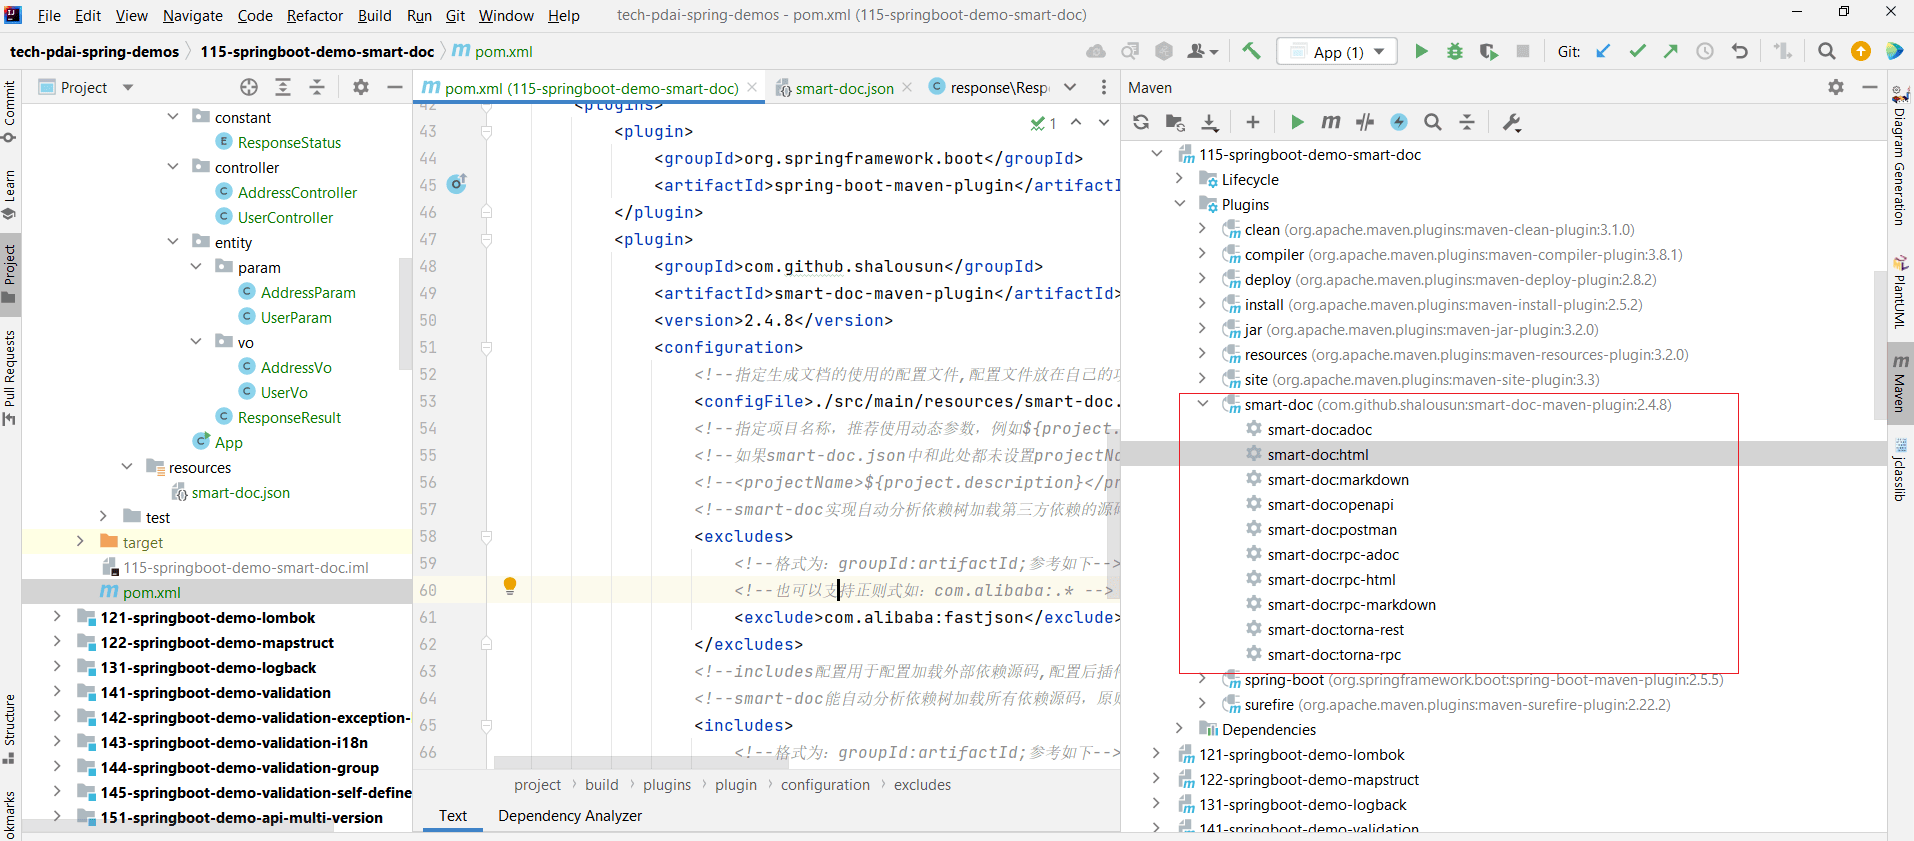 File Edit View Navigate Code Refactor Build Run Git Window Help tech-pdai-spring-demos - pom.xml (115-springboot-demo-smart-doc)
tech-pdai-spring-demos 115-springboot-demo-smart-doc pom.xml
App (1)
Git:
Commit
Learn
Project
Pull Requests
Structure
Project
constant
ResponseStatus
controller
AddressController
UserController
entity
param
AddressParam
UserParam
vo
AddressVo
UserVo
ResponseResult
App
resources
smart-doc.json
test
target
115-springboot-demo-smart-doc.iml
pom.xml
121-springboot-demo-lombok
122-springboot-demo-mapstruct
131-springboot-demo-logback
141-springboot-demo-validation
142-springboot-demo-validation-exception-
143-springboot-demo-validation-i18n
144-springboot-demo-validation-group
145-springboot-demo-validation-self-define
151-springboot-demo-api-multi-version
pom.xml (115-springboot-demo-smart-doc) smart-doc.json response\Resp
1
42 <plugins>
43 <plugin>
44 <groupId>org.springframework.boot</groupId>
45 <artifactId>spring-boot-maven-plugin</artifactI
46 </plugin>
47 <plugin>
48 <groupId>com.github.shalousun</groupId>
49 <artifactId>smart-doc-maven-plugin</artifactId>
50 <version>2.4.8</version>
51 <configuration>
52 <!--指定生成文档的使用的配置文件,配置文件放在自己的项
53 <configFile>./src/main/resources/smart-doc.
54 <!--指定项目名称，推荐使用动态参数，例如${project.
55 <!--如果smart-doc.json中和此处都未设置projectNa
56 <!--<projectName>${project.description}</pr
57 <!--smart-doc实现自动分析依赖树加载第三方依赖的源码
58 <excludes>
59 <!--格式为：groupId:artifactId;参考如下-->
60 <!--也可以支持正则式如：com.alibaba:.* -->
61 <exclude>com.alibaba:fastjson</exclude>
62 </excludes>
63 <!--includes配置用于配置加载外部依赖源码,配置后插件
64 <!--smart-doc能自动分析依赖树加载所有依赖源码，原则
65 <includes>
66 <!--格式为：groupId:artifactId;参考如下-->
project build plugins plugin configuration excludes
Text Dependency Analyzer
Maven
115-springboot-demo-smart-doc
Lifecycle
Plugins
clean (org.apache.maven.plugins:maven-clean-plugin:3.1.0)
compiler (org.apache.maven.plugins:maven-compiler-plugin:3.8.1)
deploy (org.apache.maven.plugins:maven-deploy-plugin:2.8.2)
install (org.apache.maven.plugins:maven-install-plugin:2.5.2)
jar (org.apache.maven.plugins:maven-jar-plugin:3.2.0)
resources (org.apache.maven.plugins:maven-resources-plugin:3.2.0)
site (org.apache.maven.plugins:maven-site-plugin:3.3)
smart-doc (com.github.shalousun:smart-doc-maven-plugin:2.4.8)
smart-doc:adoc
smart-doc:html
smart-doc:markdown
smart-doc:openapi
smart-doc:postman
smart-doc:rpc-adoc
smart-doc:rpc-html
smart-doc:rpc-markdown
smart-doc:torna-rest
smart-doc:torna-rpc
spring-boot (org.springframework.boot:spring-boot-maven-plugin:2.5.5)
surefire (org.apache.maven.plugins:maven-surefire-plugin:2.22.2)
Dependencies
121-springboot-demo-lombok
122-springboot-demo-mapstruct
131-springboot-demo-logback
141-springboot-demo-validation
Diagram Generation
PlantUML
Maven
jclasslib